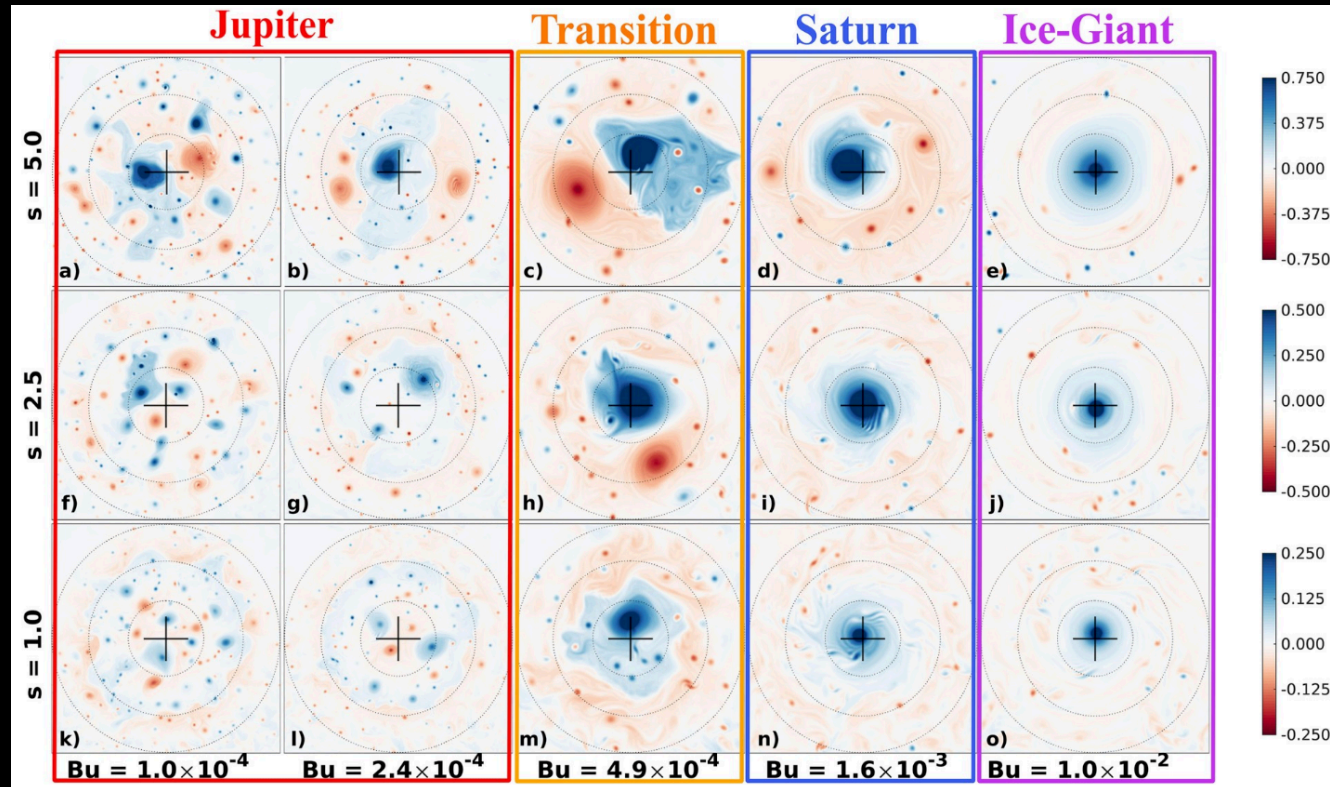 Jupiter Transition Saturn Ice-Giant
s = 5.0
a) b) c) d) e)
0.750
0.375
0.000
-0.375
-0.750
s = 2.5
f) g) h) i) j)
0.500
0.250
0.000
-0.250
-0.500
s = 1.0
k) l) m) n) o)
0.250
0.125
0.000
-0.125
-0.250
Bu = 1.0×10⁻⁴ Bu = 2.4×10⁻⁴ Bu = 4.9×10⁻⁴ Bu = 1.6×10⁻³ Bu = 1.0×10⁻²